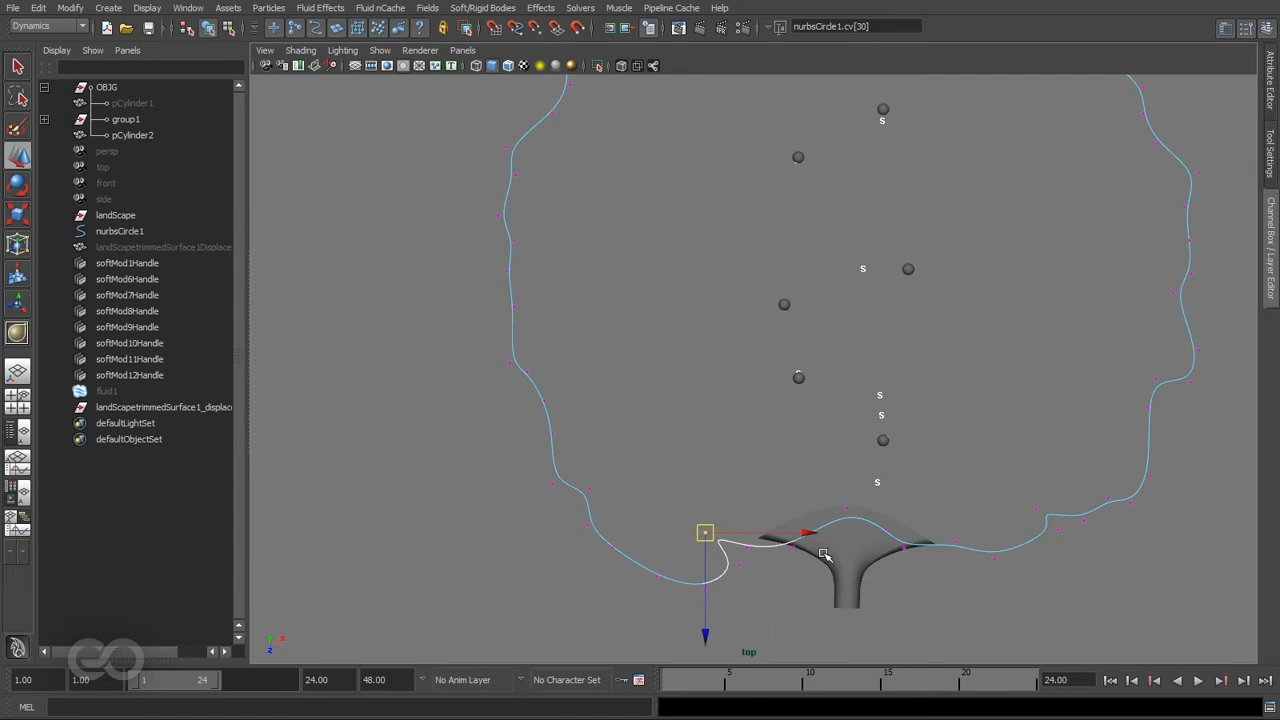 File Edit Modify Create Display Window Assets Particles Fluid Effects Fluid nCache Fields Soft/Rigid Bodies Effects Solvers Muscle Pipeline Cache Help
Dynamics
nurbsCircle1.cv[30]
Display Show Panels
View Shading Lighting Show Renderer Panels
OBJG
pCylinder1
group1
pCylinder2
persp
top
front
side
landScape
nurbsCircle1
landScapetrimmedSurface1Displace
softMod1Handle
softMod6Handle
softMod7Handle
softMod8Handle
softMod9Handle
softMod10Handle
softMod11Handle
softMod12Handle
fluid1
landScapetrimmedSurface1_displac
defaultLightSet
defaultObjectSet
S
S
S
S
S
S
y x
z
top
Attribute Editor
Tool Settings
Channel Box / Layer Editor
1.00 1.00 1 24 24.00 48.00 No Anim Layer No Character Set 5 10 15 20 24.00
MEL